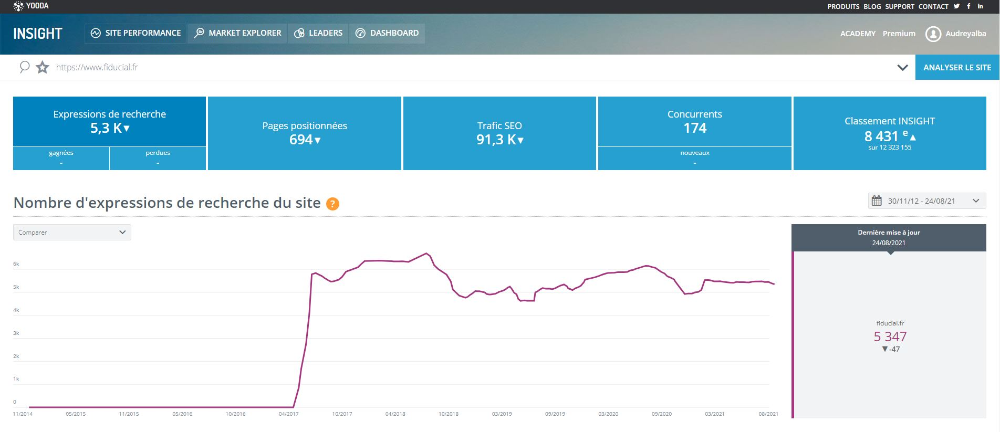 YOODA
PRODUITS BLOG SUPPORT CONTACT
INSIGHT
SITE PERFORMANCE
MARKET EXPLORER
LEADERS
DASHBOARD
ACADEMY Premium Audreyalba
https://www.fiducial.fr
ANALYSER LE SITE
Expressions de recherche
5,3 K▼
gagnées
-
perdues
-
Pages positionnées
694▼
Trafic SEO
91,3 K▼
Concurrents
174
nouveaux
-
Classement INSIGHT
8 431 e▲
sur 12 323 155
Nombre d'expressions de recherche du site ?
30/11/12 - 24/08/21
Comparer
Dernière mise à jour
24/08/2021
fiducial.fr
5 347
▼-47
6k
5k
4k
3k
2k
1k
0
11/2014 05/2015 11/2015 05/2016 10/2016 04/2017 10/2017 04/2018 10/2018 03/2019 09/2019 03/2020 09/2020 03/2021 08/2021